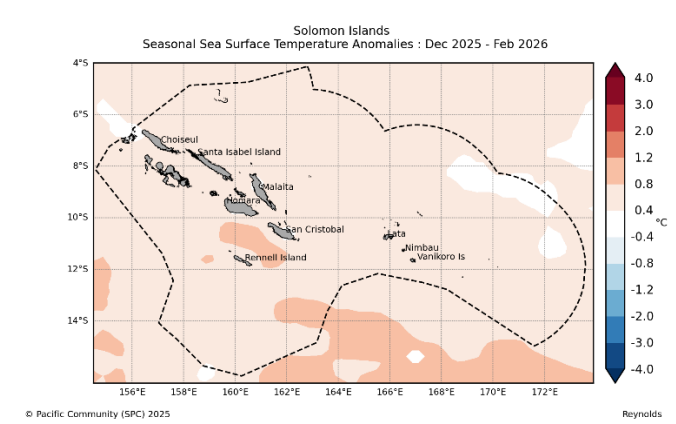 Solomon Islands
Seasonal Sea Surface Temperature Anomalies : Dec 2025 - Feb 2026
4°S
6°S
8°S
10°S
12°S
14°S
Choiseul
Santa Isabel Island
Malaita
Honiara
San Cristobal
Rennell Island
Lata
Nimbau
Vanikoro Is
156°E 158°E 160°E 162°E 164°E 166°E 168°E 170°E 172°E
4.0
3.0
2.0
1.2
0.8
0.4
°C
-0.4
-0.8
-1.2
-2.0
-3.0
-4.0
© Pacific Community (SPC) 2025
Reynolds